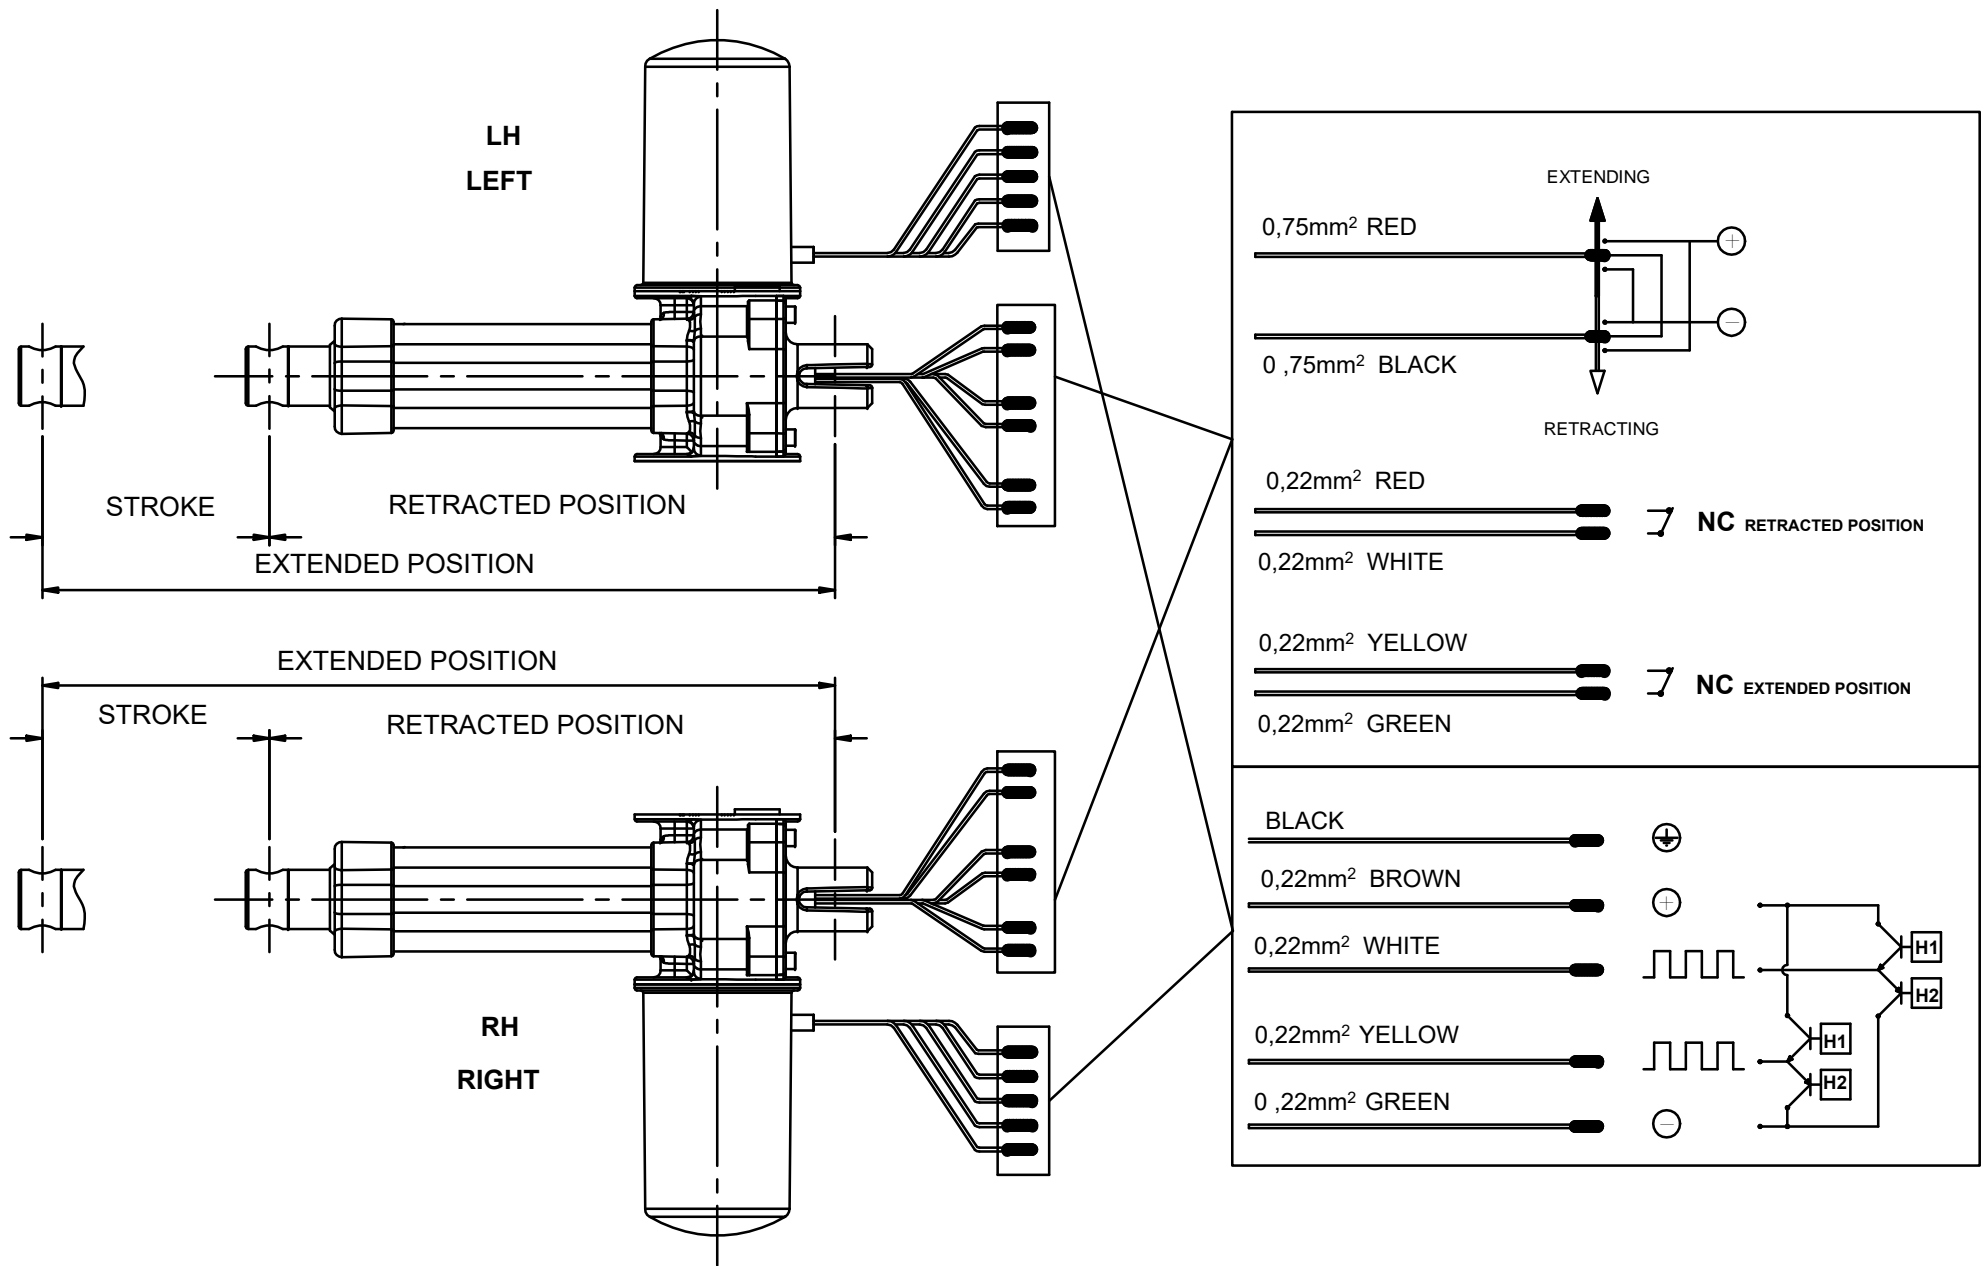 LH
LEFT
STROKE
RETRACTED POSITION
EXTENDED POSITION
EXTENDED POSITION
STROKE
RETRACTED POSITION
RH
RIGHT
EXTENDING
0,75mm² RED
+
−
0 ,75mm² BLACK
RETRACTING
0,22mm² RED
NC RETRACTED POSITION
0,22mm² WHITE
0,22mm² YELLOW
NC EXTENDED POSITION
0,22mm² GREEN
BLACK
0,22mm² BROWN
+
0,22mm² WHITE
H1
H2
0,22mm² YELLOW
H1
H2
0 ,22mm² GREEN
−